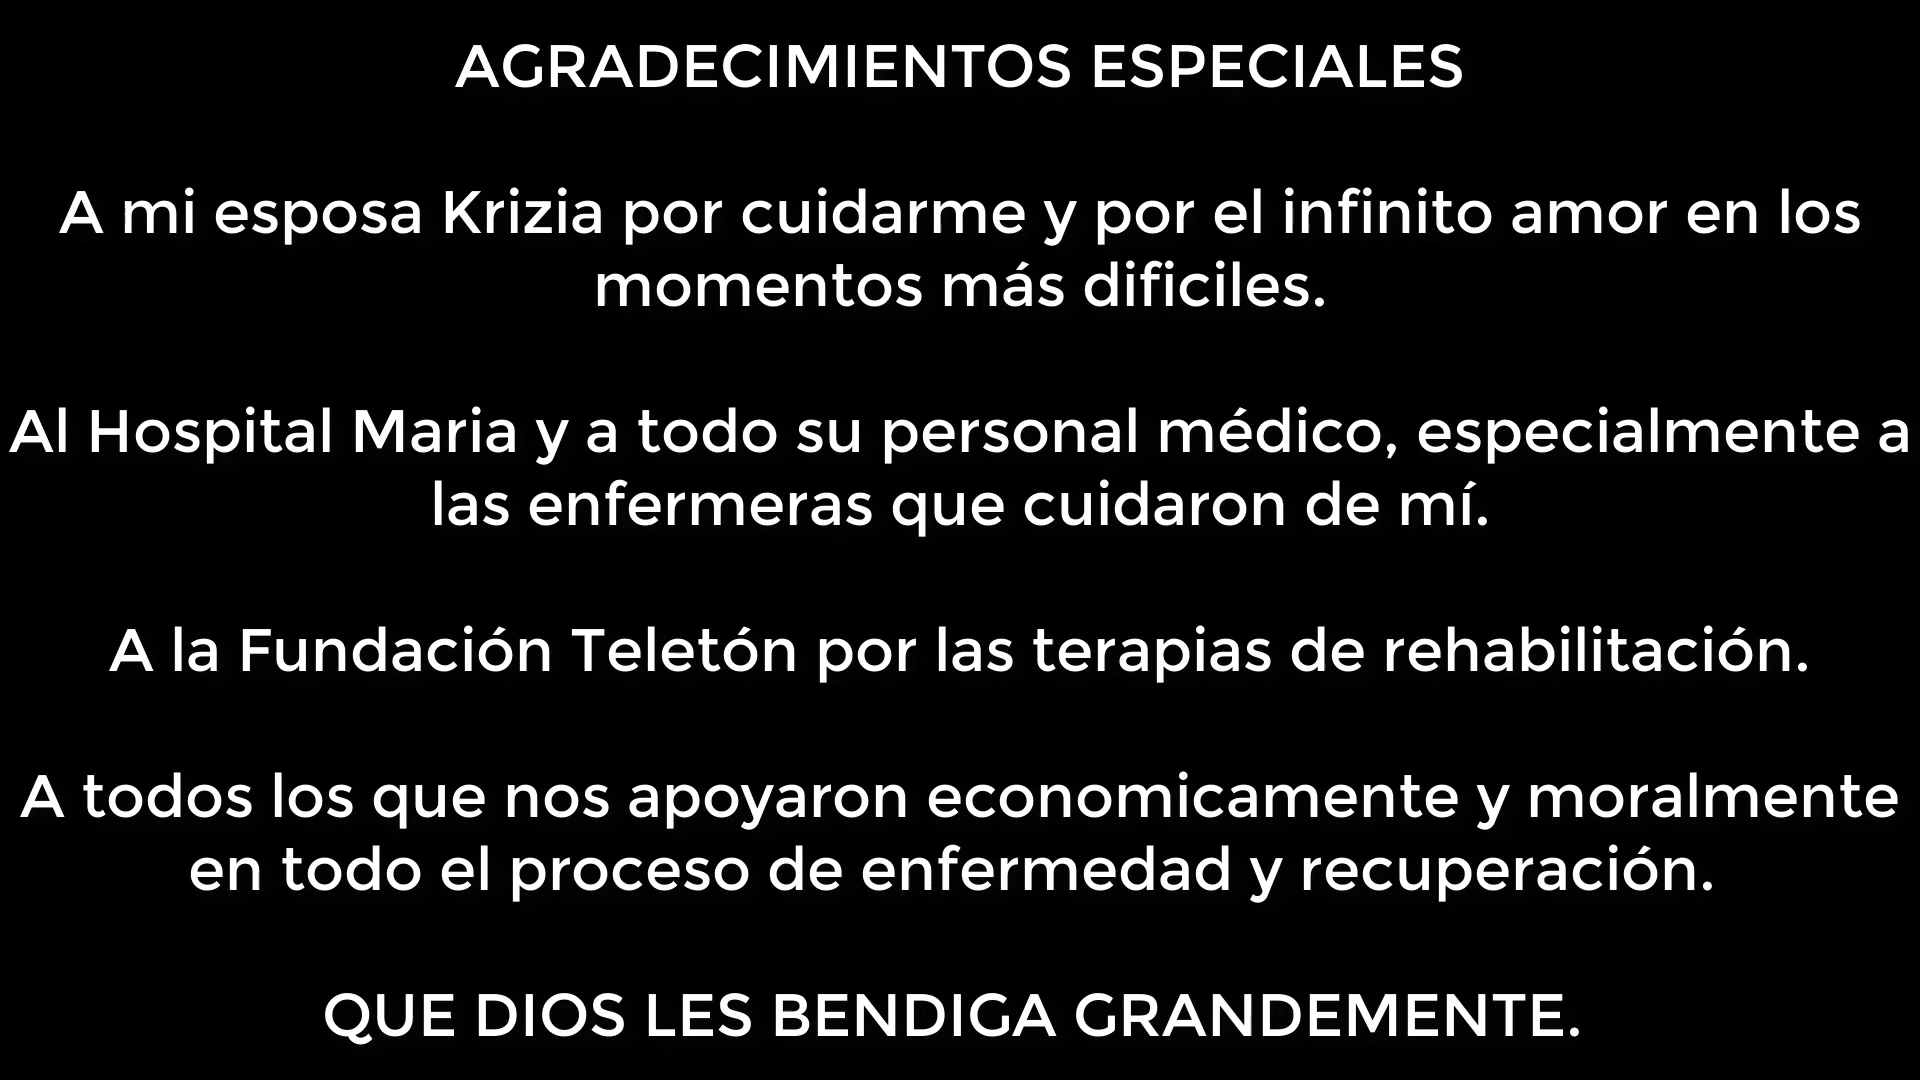 AGRADECIMIENTOS ESPECIALES
A mi esposa Krizia por cuidarme y por el infinito amor en los
momentos más dificiles.
Al Hospital Maria y a todo su personal médico, especialmente a
las enfermeras que cuidaron de mí.
A la Fundación Teletón por las terapias de rehabilitación.
A todos los que nos apoyaron economicamente y moralmente
en todo el proceso de enfermedad y recuperación.
QUE DIOS LES BENDIGA GRANDEMENTE.